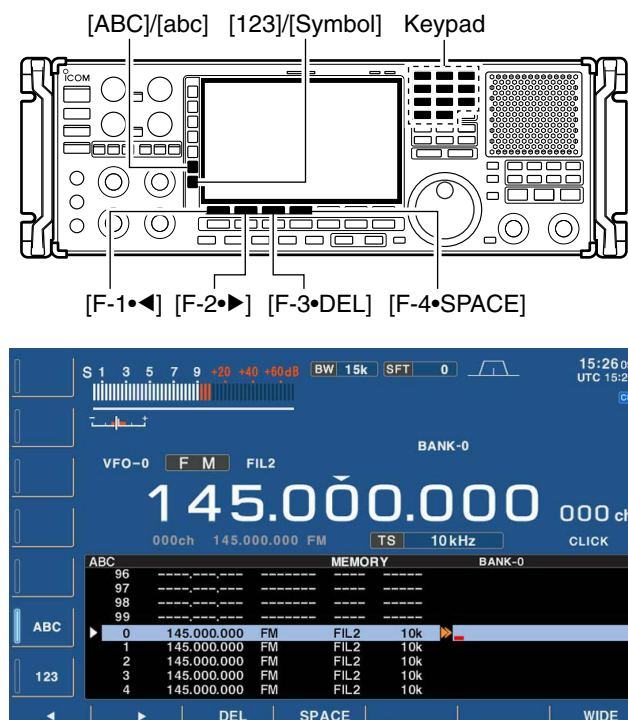 [ABC]/[abc] [123]/[Symbol] Keypad
ICOM
[F-1•◀] [F-2•▶] [F-3•DEL] [F-4•SPACE]
S 1 3 5 7 9 +20 +40 +60dB BW 15k SFT 0 15:26
UTC 15:2
- +
BANK-0
VFO-0 FM FIL2
145.000.000 000 ch
000ch 145.000.000 FM TS 10kHz CLICK
ABC MEMORY BANK-0
96 ----.---.--- ------- ---- -----
97 ----.---.--- ------- ---- -----
98 ----.---.--- ------- ---- -----
99 ----.---.--- ------- ---- -----
ABC
▶ 0 145.000.000 FM FIL2 10k
1 145.000.000 FM FIL2 10k
2 145.000.000 FM FIL2 10k
123
3 145.000.000 FM FIL2 10k
4 145.000.000 FM FIL2 10k
◀ ▶ DEL SPACE WIDE